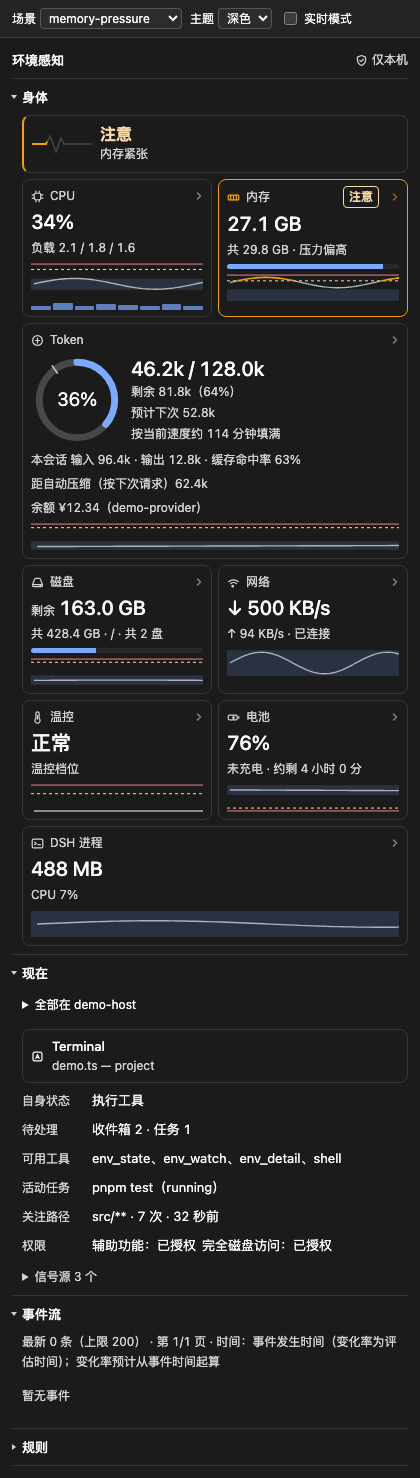 场景 memory-pressure 主题 深色 实时模式
环境感知 仅本机
身体
注意
内存紧张
CPU
34%
负载 2.1 / 1.8 / 1.6
内存 注意
27.1 GB
共 29.8 GB · 压力偏高
Token
36%
46.2k / 128.0k
剩余 81.8k（64%）
预计下次 52.8k
按当前速度约 114 分钟填满
本会话 输入 96.4k · 输出 12.8k · 缓存命中率 63%
距自动压缩（按下次请求）62.4k
余额 ¥12.34（demo-provider）
磁盘
剩余 163.0 GB
共 428.4 GB · / · 共 2 盘
网络
↓ 500 KB/s
↑ 94 KB/s · 已连接
温控
正常
温控档位
电池
76%
未充电 · 约剩 4 小时 0 分
DSH 进程
488 MB
CPU 7%
现在
全部在 demo-host
Terminal
demo.ts — project
自身状态 执行工具
待处理 收件箱 2 · 任务 1
可用工具 env_state、env_watch、env_detail、shell
活动任务 pnpm test（running）
关注路径 src/** · 7 次 · 32 秒前
权限 辅助功能：已授权 完全磁盘访问：已授权
信号源 3 个
事件流
最新 0 条（上限 200） · 第 1/1 页 · 时间：事件发生时间（变化率为评
估时间）；变化率预计从事件时间起算
暂无事件
规则